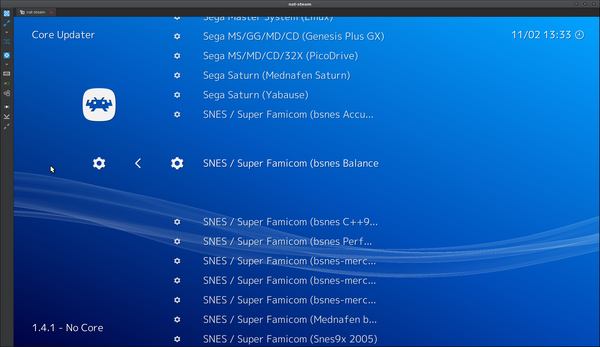 nat-steam
nat-steam
Sega Master System (Emux)
Core Updater
Sega MS/GG/MD/CD (Genesis Plus GX)
11/02 13:33
Sega MS/MD/CD/32X (PicoDrive)
Sega Saturn (Mednafen Saturn)
Sega Saturn (Yabause)
SNES / Super Famicom (bsnes Accu...
SNES / Super Famicom (bsnes Balance
SNES / Super Famicom (bsnes C++9...
SNES / Super Famicom (bsnes Perf...
SNES / Super Famicom (bsnes-merc...
SNES / Super Famicom (bsnes-merc...
SNES / Super Famicom (bsnes-merc...
SNES / Super Famicom (Mednafen b...
1.4.1 - No Core
SNES / Super Famicom (Snes9x 2005)